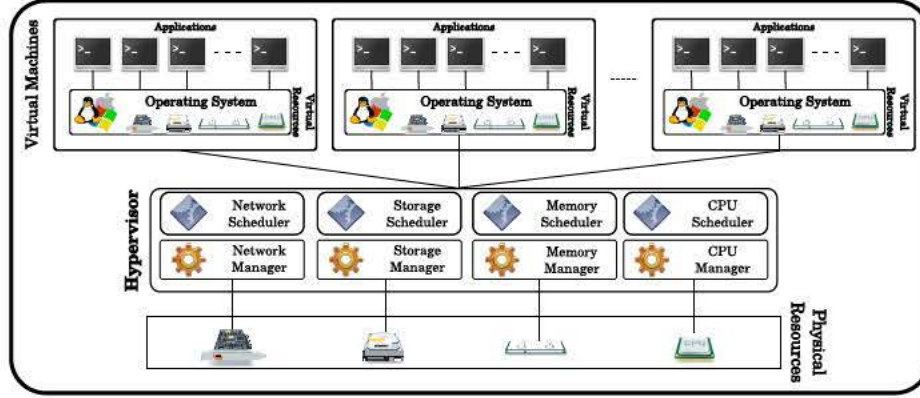 Virtual Machines
Applications
>_ >_ >_ >_
Operating System
Virtual
Resources
Applications
>_ >_ >_ >_
Operating System
Virtual
Resources
Applications
>_ >_ >_ >_
Operating System
Virtual
Resources
Hypervisor
Network
Scheduler
Storage
Scheduler
Memory
Scheduler
CPU
Scheduler
Network
Manager
Storage
Manager
Memory
Manager
CPU
Manager
Physical
Resources
CPU